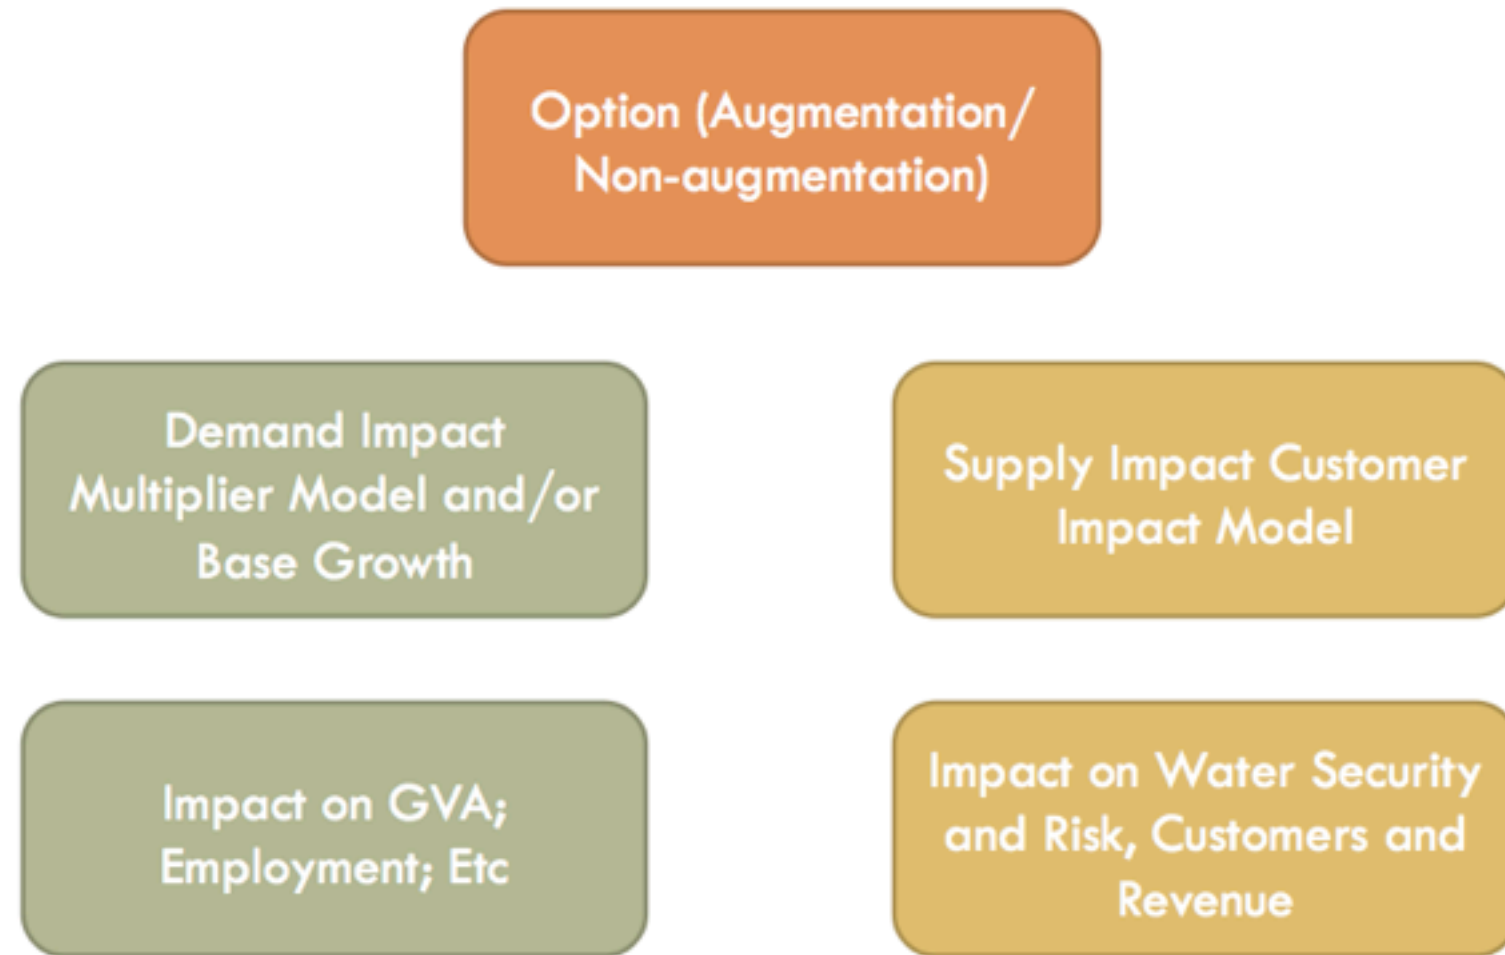 Option (Augmentation/
Non-augmentation)
Demand Impact
Multiplier Model and/or
Base Growth
Supply Impact Customer
Impact Model
Impact on GVA;
Employment; Etc
Impact on Water Security
and Risk, Customers and
Revenue